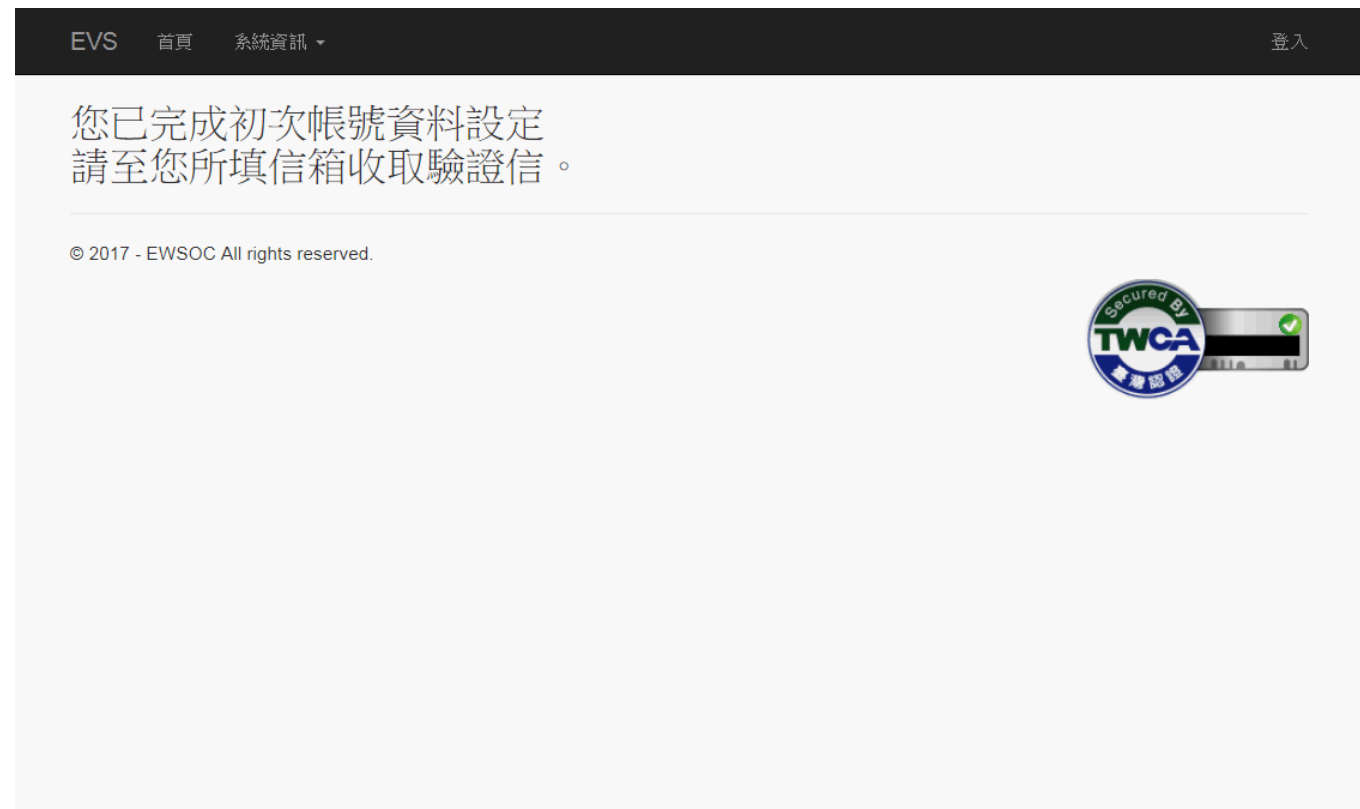 EVS 首頁 系統資訊 登入
您已完成初次帳號資料設定
請至您所填信箱收取驗證信。
© 2017 - EWSOC All rights reserved.
Secured By
TWCA
臺灣認證